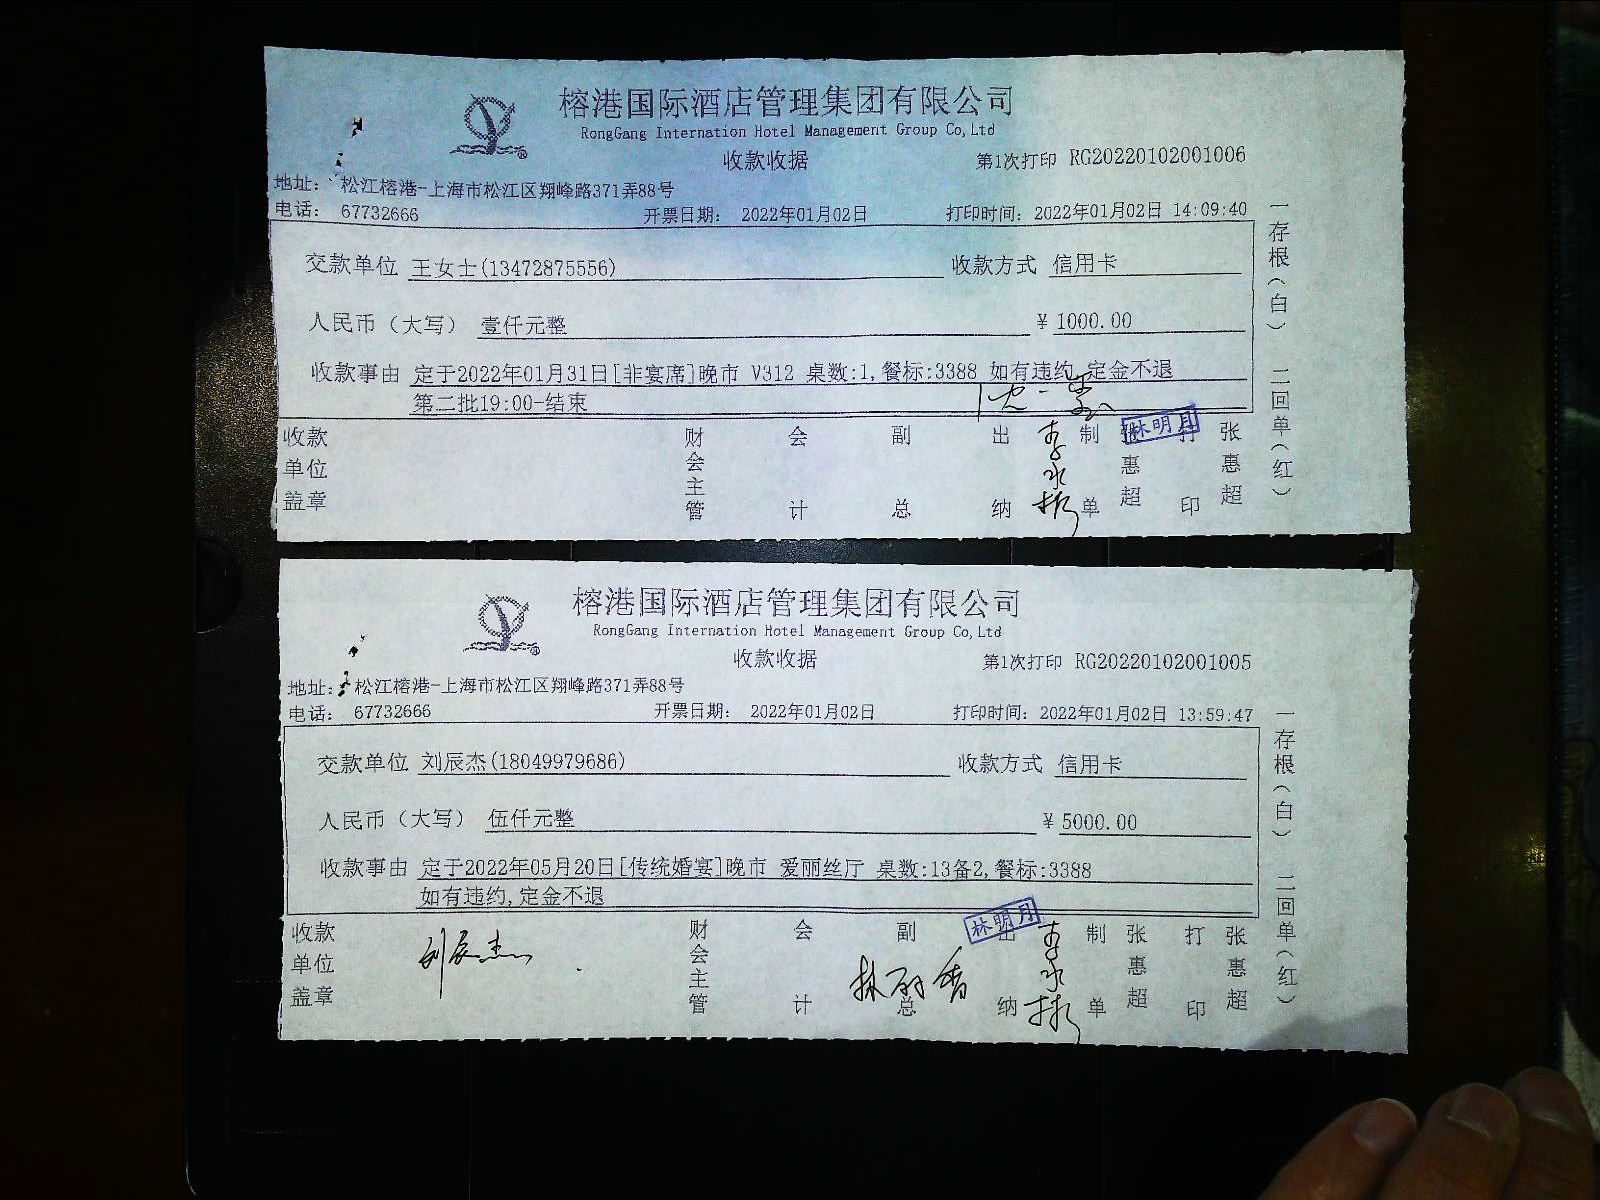 榕港国际酒店管理集团有限公司
RongGang Internation Hotel Management Group Co,Ltd
收款收据 第1次打印 RG20220102001006
地址: 松江榕港-上海市松江区翔峰路371弄88号
电话: 67732666 开票日期: 2022年01月02日 打印时间: 2022年01月02日 14:09:40
交款单位 王女士(13472875556) 收款方式 信用卡
人民币（大写） 壹仟元整 ¥ 1000.00
收款事由 定于2022年01月31日[非宴席]晚市 V312 桌数:1,餐标:3388 如有违约,定金不退
第二批19:00-结束
收款单位盖章 财会主管 会计 副总 出纳 李永彬 制单 张惠超 打印 张惠超
林明月
一存根（白） 二回单（红）
榕港国际酒店管理集团有限公司
RongGang Internation Hotel Management Group Co,Ltd
收款收据 第1次打印 RG20220102001005
地址: 松江榕港-上海市松江区翔峰路371弄88号
电话: 67732666 开票日期: 2022年01月02日 打印时间: 2022年01月02日 13:59:47
交款单位 刘辰杰(18049979686) 收款方式 信用卡
人民币（大写） 伍仟元整 ¥ 5000.00
收款事由 定于2022年05月20日[传统婚宴]晚市 爱丽丝厅 桌数:13备2,餐标:3388
如有违约,定金不退
林明月
收款单位盖章 刘辰杰 财会主管 会计 副总 林丽香 出纳 李永彬 制单 张惠超 打印 张惠超
一存根（白） 二回单（红）